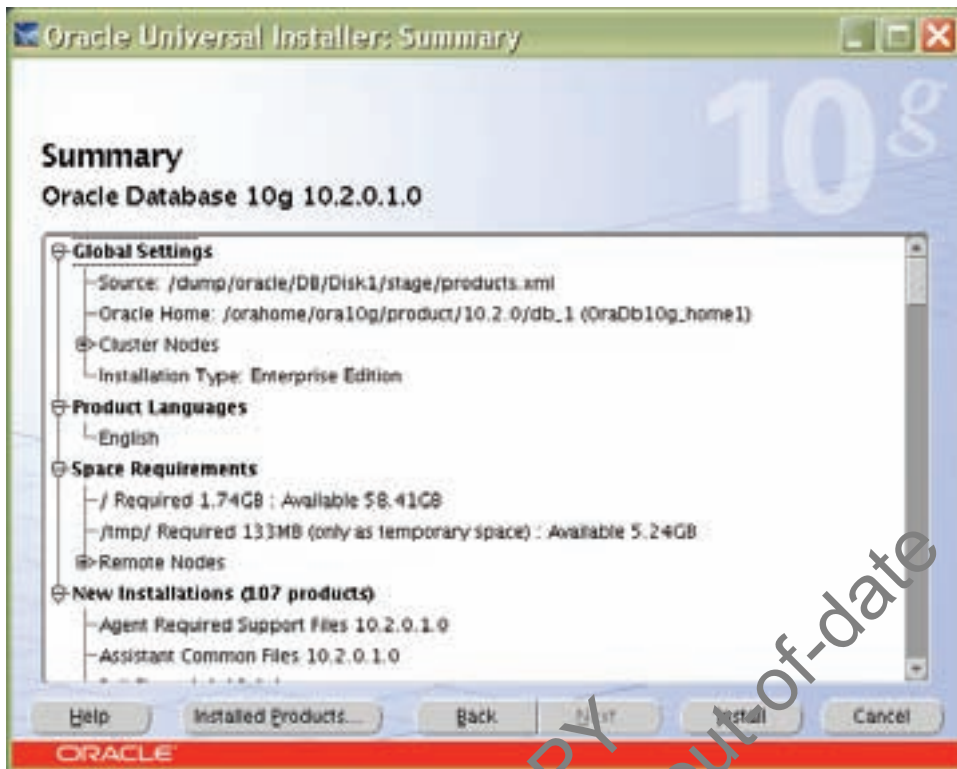 Oracle Universal Installer: Summary
10g
Summary
Oracle Database 10g 10.2.0.1.0
Global Settings
Source: /dump/oracle/DB/Disk1/stage/products.xml
Oracle Home: /orahome/ora10g/product/10.2.0/db_1 (OraDb10g_home1)
Cluster Nodes
Installation Type: Enterprise Edition
Product Languages
English
Space Requirements
/ Required 1.74GB : Available 58.41GB
/tmp/ Required 133MB (only as temporary space) : Available 5.24GB
Remote Nodes
New Installations (107 products)
Agent Required Support Files 10.2.0.1.0
Assistant Common Files 10.2.0.1.0
Help Installed Products... Back Next Install Cancel
ORACLE
PY
out-of-date